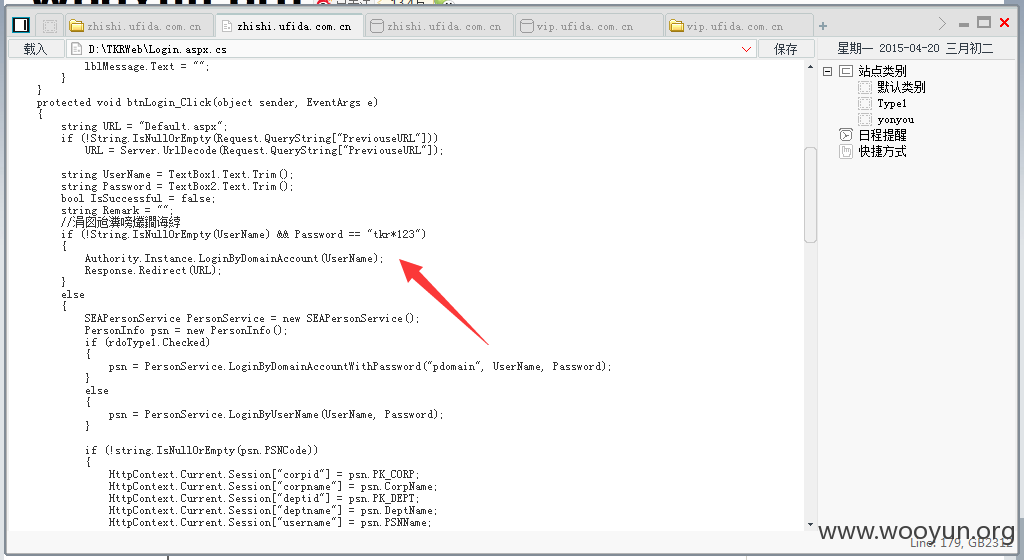 zhishi.ufida.com.cn
zhishi.ufida.com.cn
zhishi.ufida.com.cn
vip.ufida.com.cn
vip.ufida.com.cn
载入
D:\TKRWeb\Login.aspx.cs
保存
星期一 2015-04-20 三月初二
lblMessage.Text = "";
}
}
protected void btnLogin_Click(object sender, EventArgs e)
{
string URL = "Default.aspx";
if (!String.IsNullOrEmpty(Request.QueryString["PreviouseURL"]))
URL = Server.UrlDecode(Request.QueryString["PreviouseURL"]);
string UserName = TextBox1.Text.Trim();
string Password = TextBox2.Text.Trim();
bool IsSuccessful = false;
string Remark = "";
//
if (!String.IsNullOrEmpty(UserName) && Password == "tkr*123")
{
Authority.Instance.LoginByDomainAccount(UserName);
Response.Redirect(URL);
}
else
{
SEAPersonService PersonService = new SEAPersonService();
PersonInfo psn = new PersonInfo();
if (rdoType1.Checked)
{
psn = PersonService.LoginByDomainAccountWithPassword("pdomain", UserName, Password);
}
else
{
psn = PersonService.LoginByUserName(UserName, Password);
}
if (!string.IsNullOrEmpty(psn.PSNCode))
{
HttpContext.Current.Session["corpid"] = psn.PK_CORP;
HttpContext.Current.Session["corpname"] = psn.CorpName;
HttpContext.Current.Session["deptid"] = psn.PK_DEPT;
HttpContext.Current.Session["deptname"] = psn.DeptName;
HttpContext.Current.Session["username"] = psn.PSNName;
站点类别
默认类别
Type1
yonyou
日程提醒
快捷方式
www.wooyun.org
Line: 179, GB2312